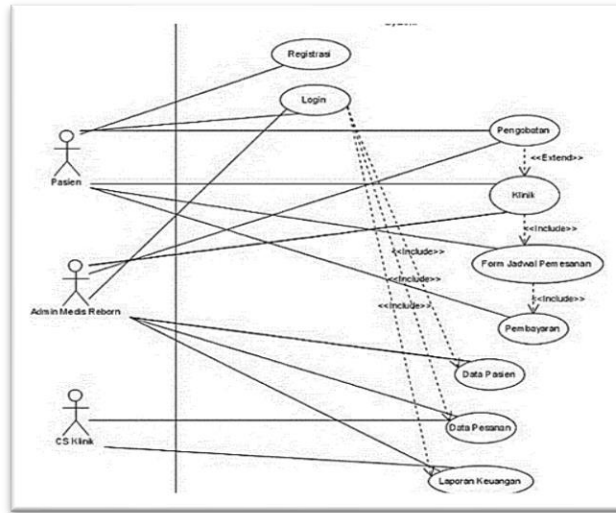 System
Registrasi
Login
Pengobatan
<<Extend>>
Pasien
Klinik
<<Include>>
<<Include>>
Form Jadwal Pemesanan
<<Include>>
<<Include>>
<<Include>>
Admin Medis Reborn
Pembayaran
Data Pasien
Data Pesanan
CS Klinik
Laporan Keuangan